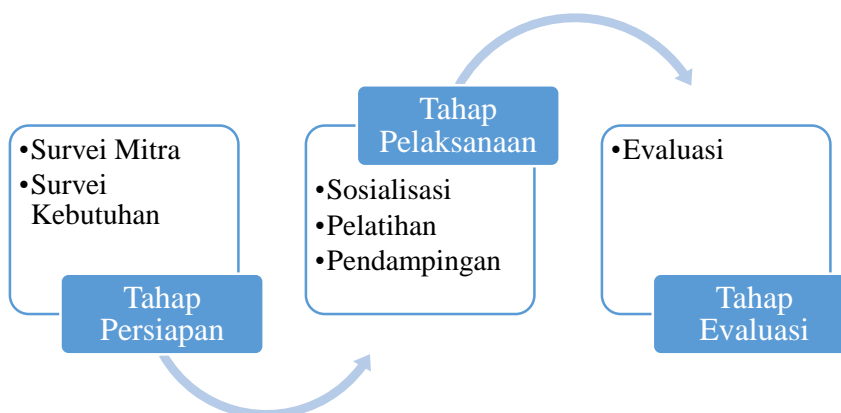 •Survei Mitra
•Survei
Kebutuhan
Tahap
Persiapan
Tahap
Pelaksanaan
•Sosialisasi
•Pelatihan
•Pendampingan
•Evaluasi
Tahap
Evaluasi